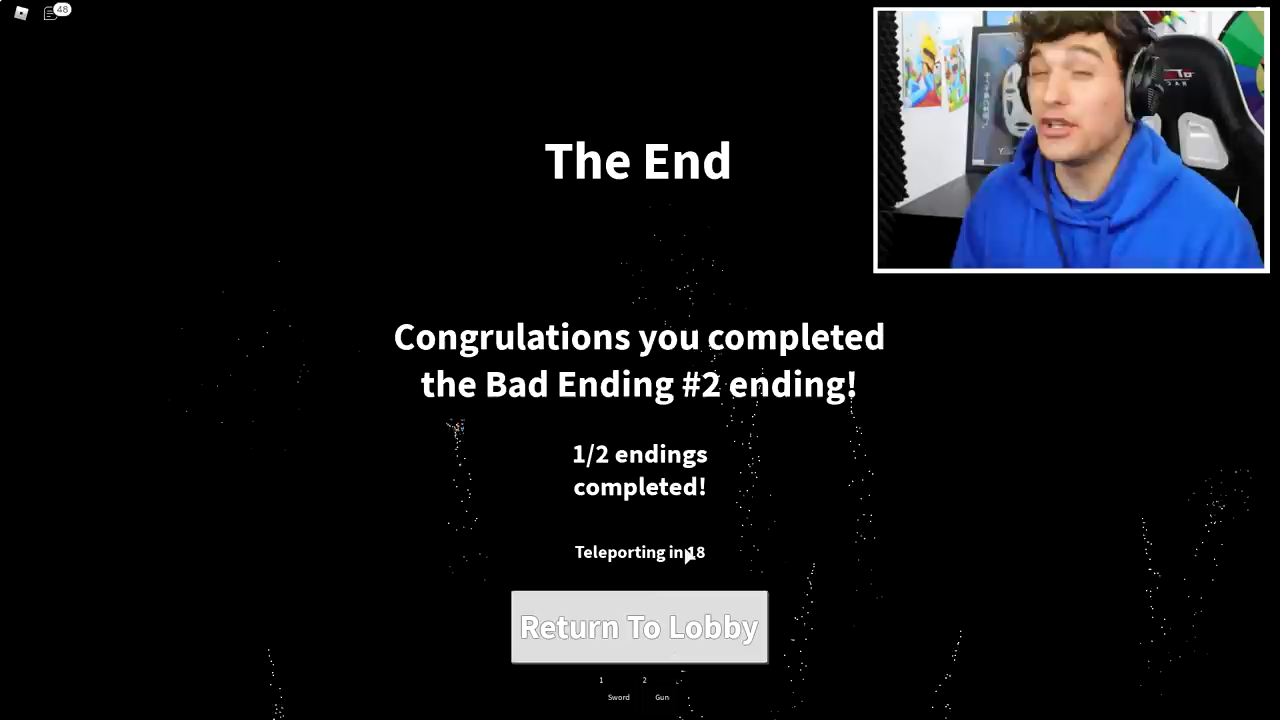 48
The End
Congrulations you completed
the Bad Ending #2 ending!
1/2 endings
completed!
Teleporting in 18
Return To Lobby
1 2
Sword Gun